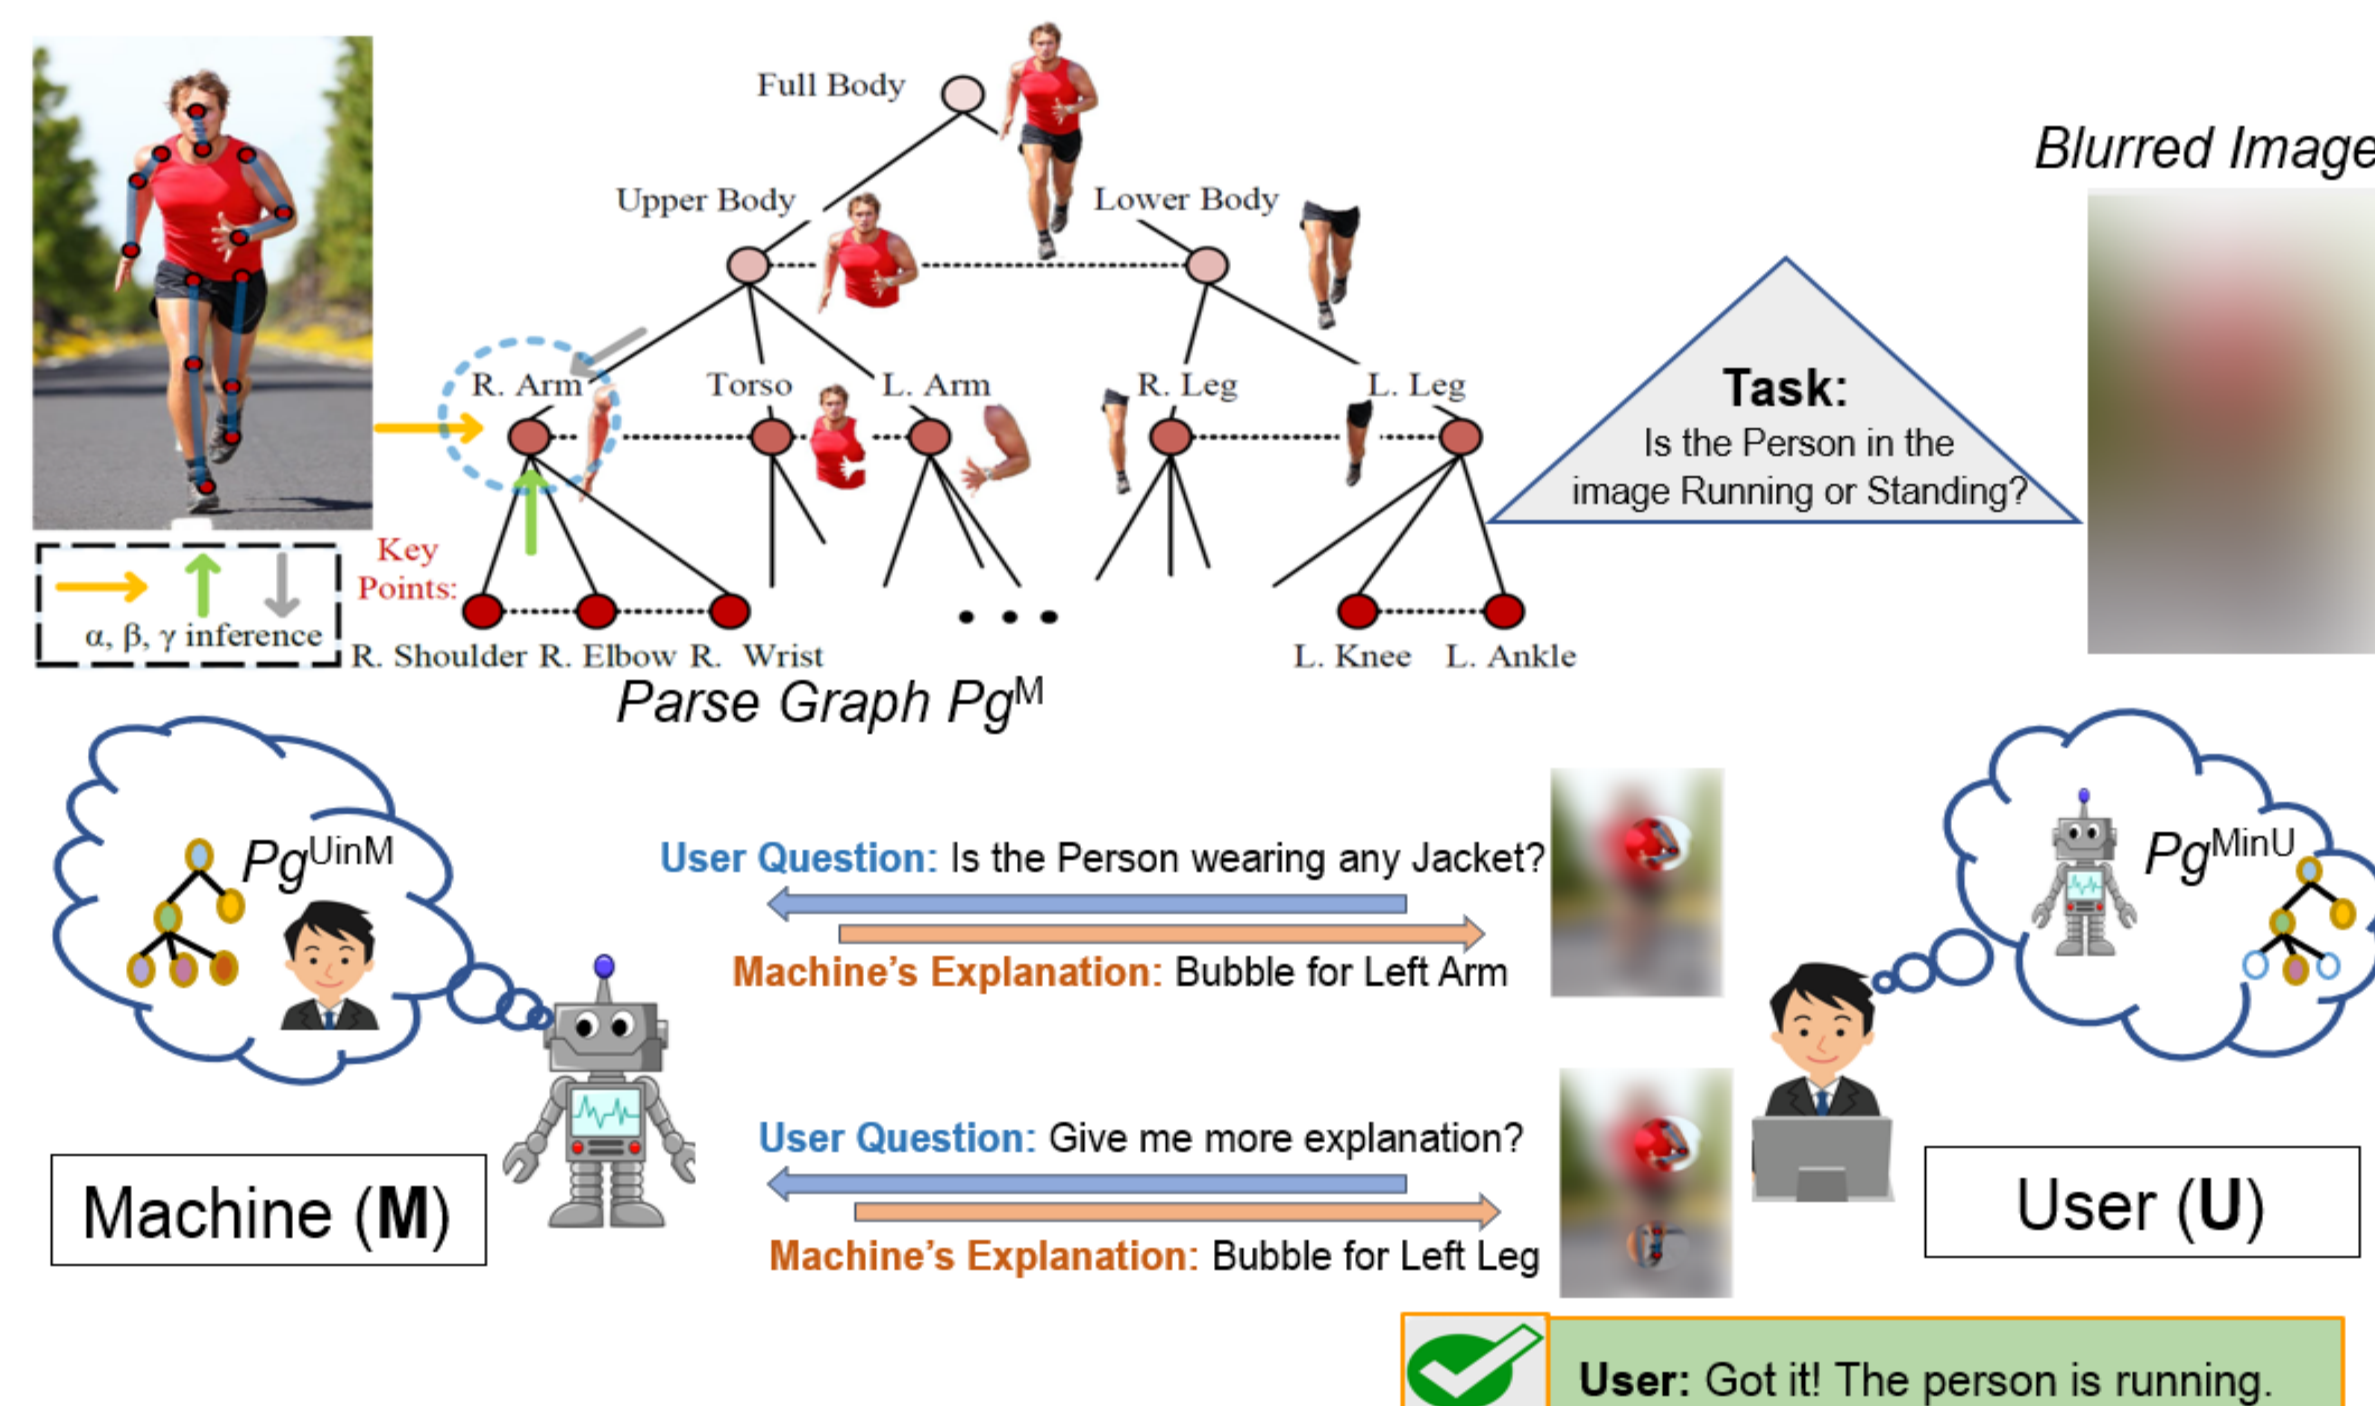 Full Body
Blurred Image
Upper Body
Lower Body
R. Arm
Torso
L. Arm
R. Leg
L. Leg
Task:
Is the Person in the
image Running or Standing?
Key
Points:
α, β, γ inference
R. Shoulder R. Elbow R. Wrist
L. Knee L. Ankle
Parse Graph Pg^M
Pg^UinM
User Question: Is the Person wearing any Jacket?
Machine's Explanation: Bubble for Left Arm
Pg^MinU
User Question: Give me more explanation?
Machine's Explanation: Bubble for Left Leg
Machine (M)
User (U)
User: Got it! The person is running.